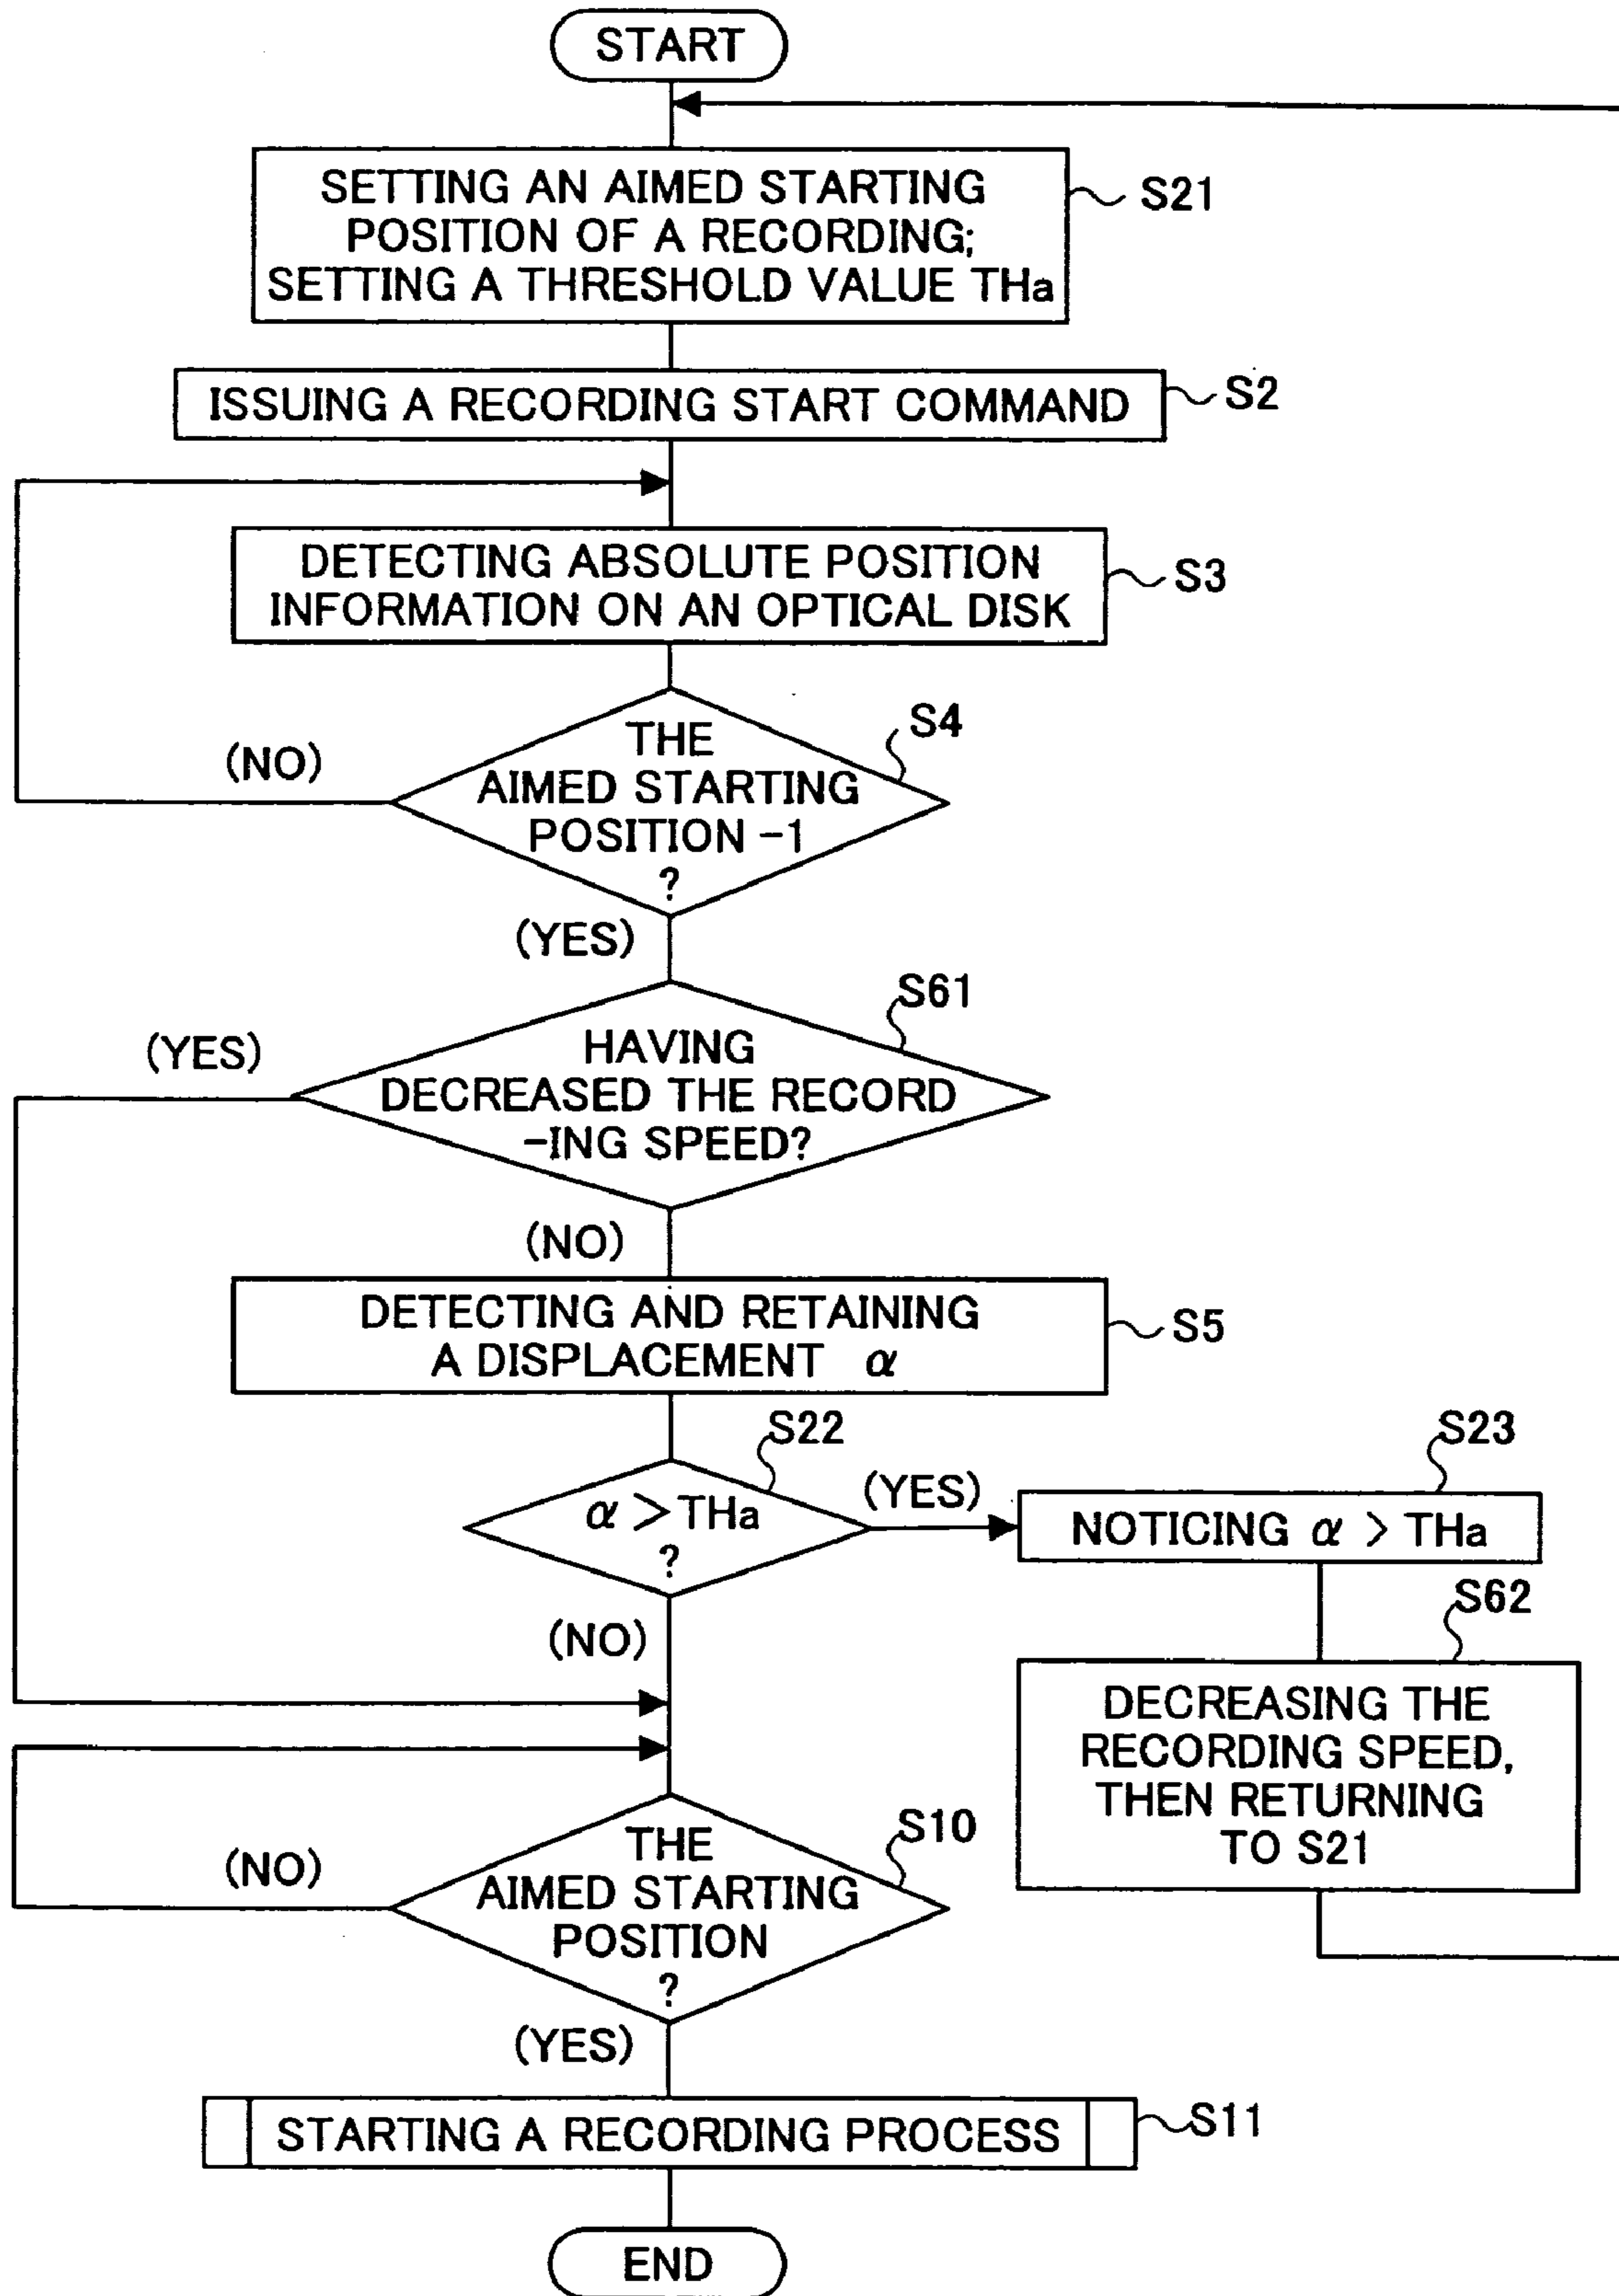 START
SETTING AN AIMED STARTING
POSITION OF A RECORDING;
SETTING A THRESHOLD VALUE THa
S21
ISSUING A RECORDING START COMMAND
S2
DETECTING ABSOLUTE POSITION
INFORMATION ON AN OPTICAL DISK
S3
S4
THE
AIMED STARTING
POSITION -1
?
(NO)
(YES)
S61
HAVING
DECREASED THE RECORD
-ING SPEED?
(YES)
(NO)
DETECTING AND RETAINING
A DISPLACEMENT α
S5
S22
α > THa
?
(YES)
(NO)
S23
NOTICING α > THa
S62
DECREASING THE
RECORDING SPEED,
THEN RETURNING
TO S21
S10
THE
AIMED STARTING
POSITION
?
(NO)
(YES)
STARTING A RECORDING PROCESS
S11
END